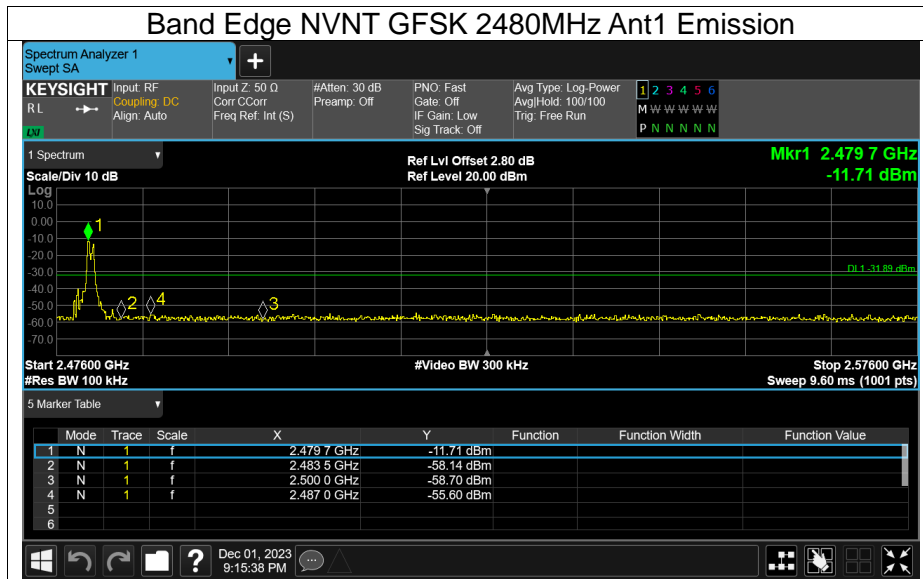 Band Edge NVNT GFSK 2480MHz Ant1 Emission
Spectrum Analyzer 1
Swept SA
+
KEYSIGHT Input: RF Input Z: 50 Ω #Atten: 30 dB PNO: Fast Avg Type: Log-Power 1 2 3 4 5 6
R L Coupling: DC Corr CCorr Preamp: Off Gate: Off Avg|Hold: 100/100 M W W W W W
Align: Auto Freq Ref: Int (S) IF Gain: Low Trig: Free Run
LXI Sig Track: Off P N N N N N
1 Spectrum Ref Lvl Offset 2.80 dB Mkr1 2.479 7 GHz
Scale/Div 10 dB Ref Level 20.00 dBm -11.71 dBm
Log
10.0
0.00 1
-10.0
-20.0
-30.0 DL1 -31.89 dBm
-40.0
-50.0 2 4 3
-60.0
-70.0
Start 2.47600 GHz #Video BW 300 kHz Stop 2.57600 GHz
#Res BW 100 kHz Sweep 9.60 ms (1001 pts)
5 Marker Table
Mode Trace Scale X Y Function Function Width Function Value
1 N 1 f 2.479 7 GHz -11.71 dBm
2 N 1 f 2.483 5 GHz -58.14 dBm
3 N 1 f 2.500 0 GHz -58.70 dBm
4 N 1 f 2.487 0 GHz -55.60 dBm
5
6
? Dec 01, 2023
9:15:38 PM